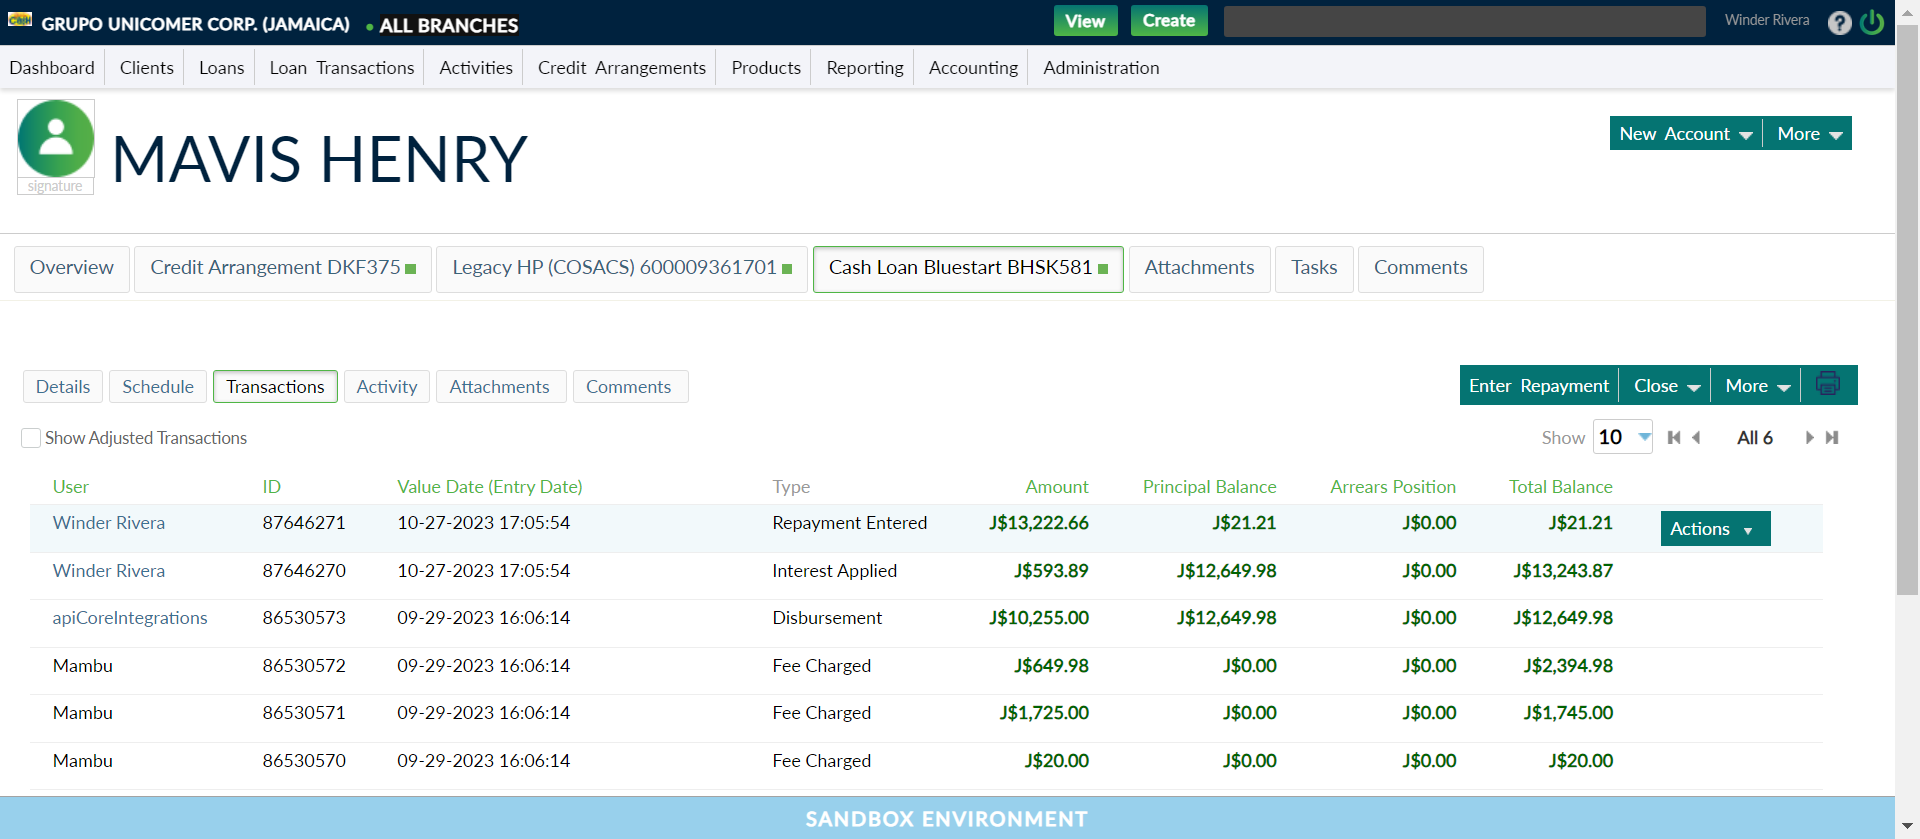 CaSH GRUPO UNICOMER CORP. (JAMAICA) • ALL BRANCHES View Create Winder Rivera ?
Dashboard Clients Loans Loan Transactions Activities Credit Arrangements Products Reporting Accounting Administration
signature
MAVIS HENRY
New Account More
Overview Credit Arrangement DKF375 Legacy HP (COSACS) 600009361701 Cash Loan Bluestart BHSK581 Attachments Tasks Comments
Details Schedule Transactions Activity Attachments Comments Enter Repayment Close More
Show Adjusted Transactions Show 10 All 6
User ID Value Date (Entry Date) Type Amount Principal Balance Arrears Position Total Balance
Winder Rivera 87646271 10-27-2023 17:05:54 Repayment Entered J$13,222.66 J$21.21 J$0.00 J$21.21 Actions
Winder Rivera 87646270 10-27-2023 17:05:54 Interest Applied J$593.89 J$12,649.98 J$0.00 J$13,243.87
apiCoreIntegrations 86530573 09-29-2023 16:06:14 Disbursement J$10,255.00 J$12,649.98 J$0.00 J$12,649.98
Mambu 86530572 09-29-2023 16:06:14 Fee Charged J$649.98 J$0.00 J$0.00 J$2,394.98
Mambu 86530571 09-29-2023 16:06:14 Fee Charged J$1,725.00 J$0.00 J$0.00 J$1,745.00
Mambu 86530570 09-29-2023 16:06:14 Fee Charged J$20.00 J$0.00 J$0.00 J$20.00
SANDBOX ENVIRONMENT